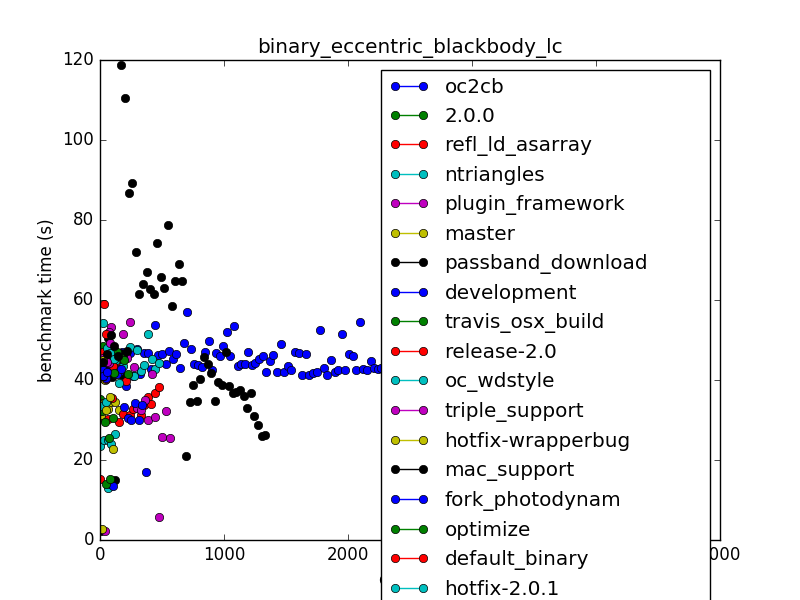 binary_eccentric_blackbody_lc
120
100
80
60
40
20
0
benchmark time (s)
0
1000
2000
000
oc2cb
2.0.0
refl_ld_asarray
ntriangles
plugin_framework
master
passband_download
development
travis_osx_build
release-2.0
oc_wdstyle
triple_support
hotfix-wrapperbug
mac_support
fork_photodynam
optimize
default_binary
hotfix-2.0.1